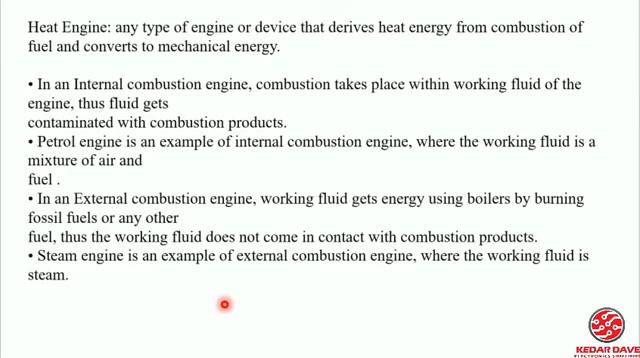 Heat Engine: any type of engine or device that derives heat energy from combustion of
fuel and converts to mechanical energy.
• In an Internal combustion engine, combustion takes place within working fluid of the
engine, thus fluid gets
contaminated with combustion products.
• Petrol engine is an example of internal combustion engine, where the working fluid is a
mixture of air and
fuel .
• In an External combustion engine, working fluid gets energy using boilers by burning
fossil fuels or any other
fuel, thus the working fluid does not come in contact with combustion products.
• Steam engine is an example of external combustion engine, where the working fluid is
steam.
KEDAR DAVE